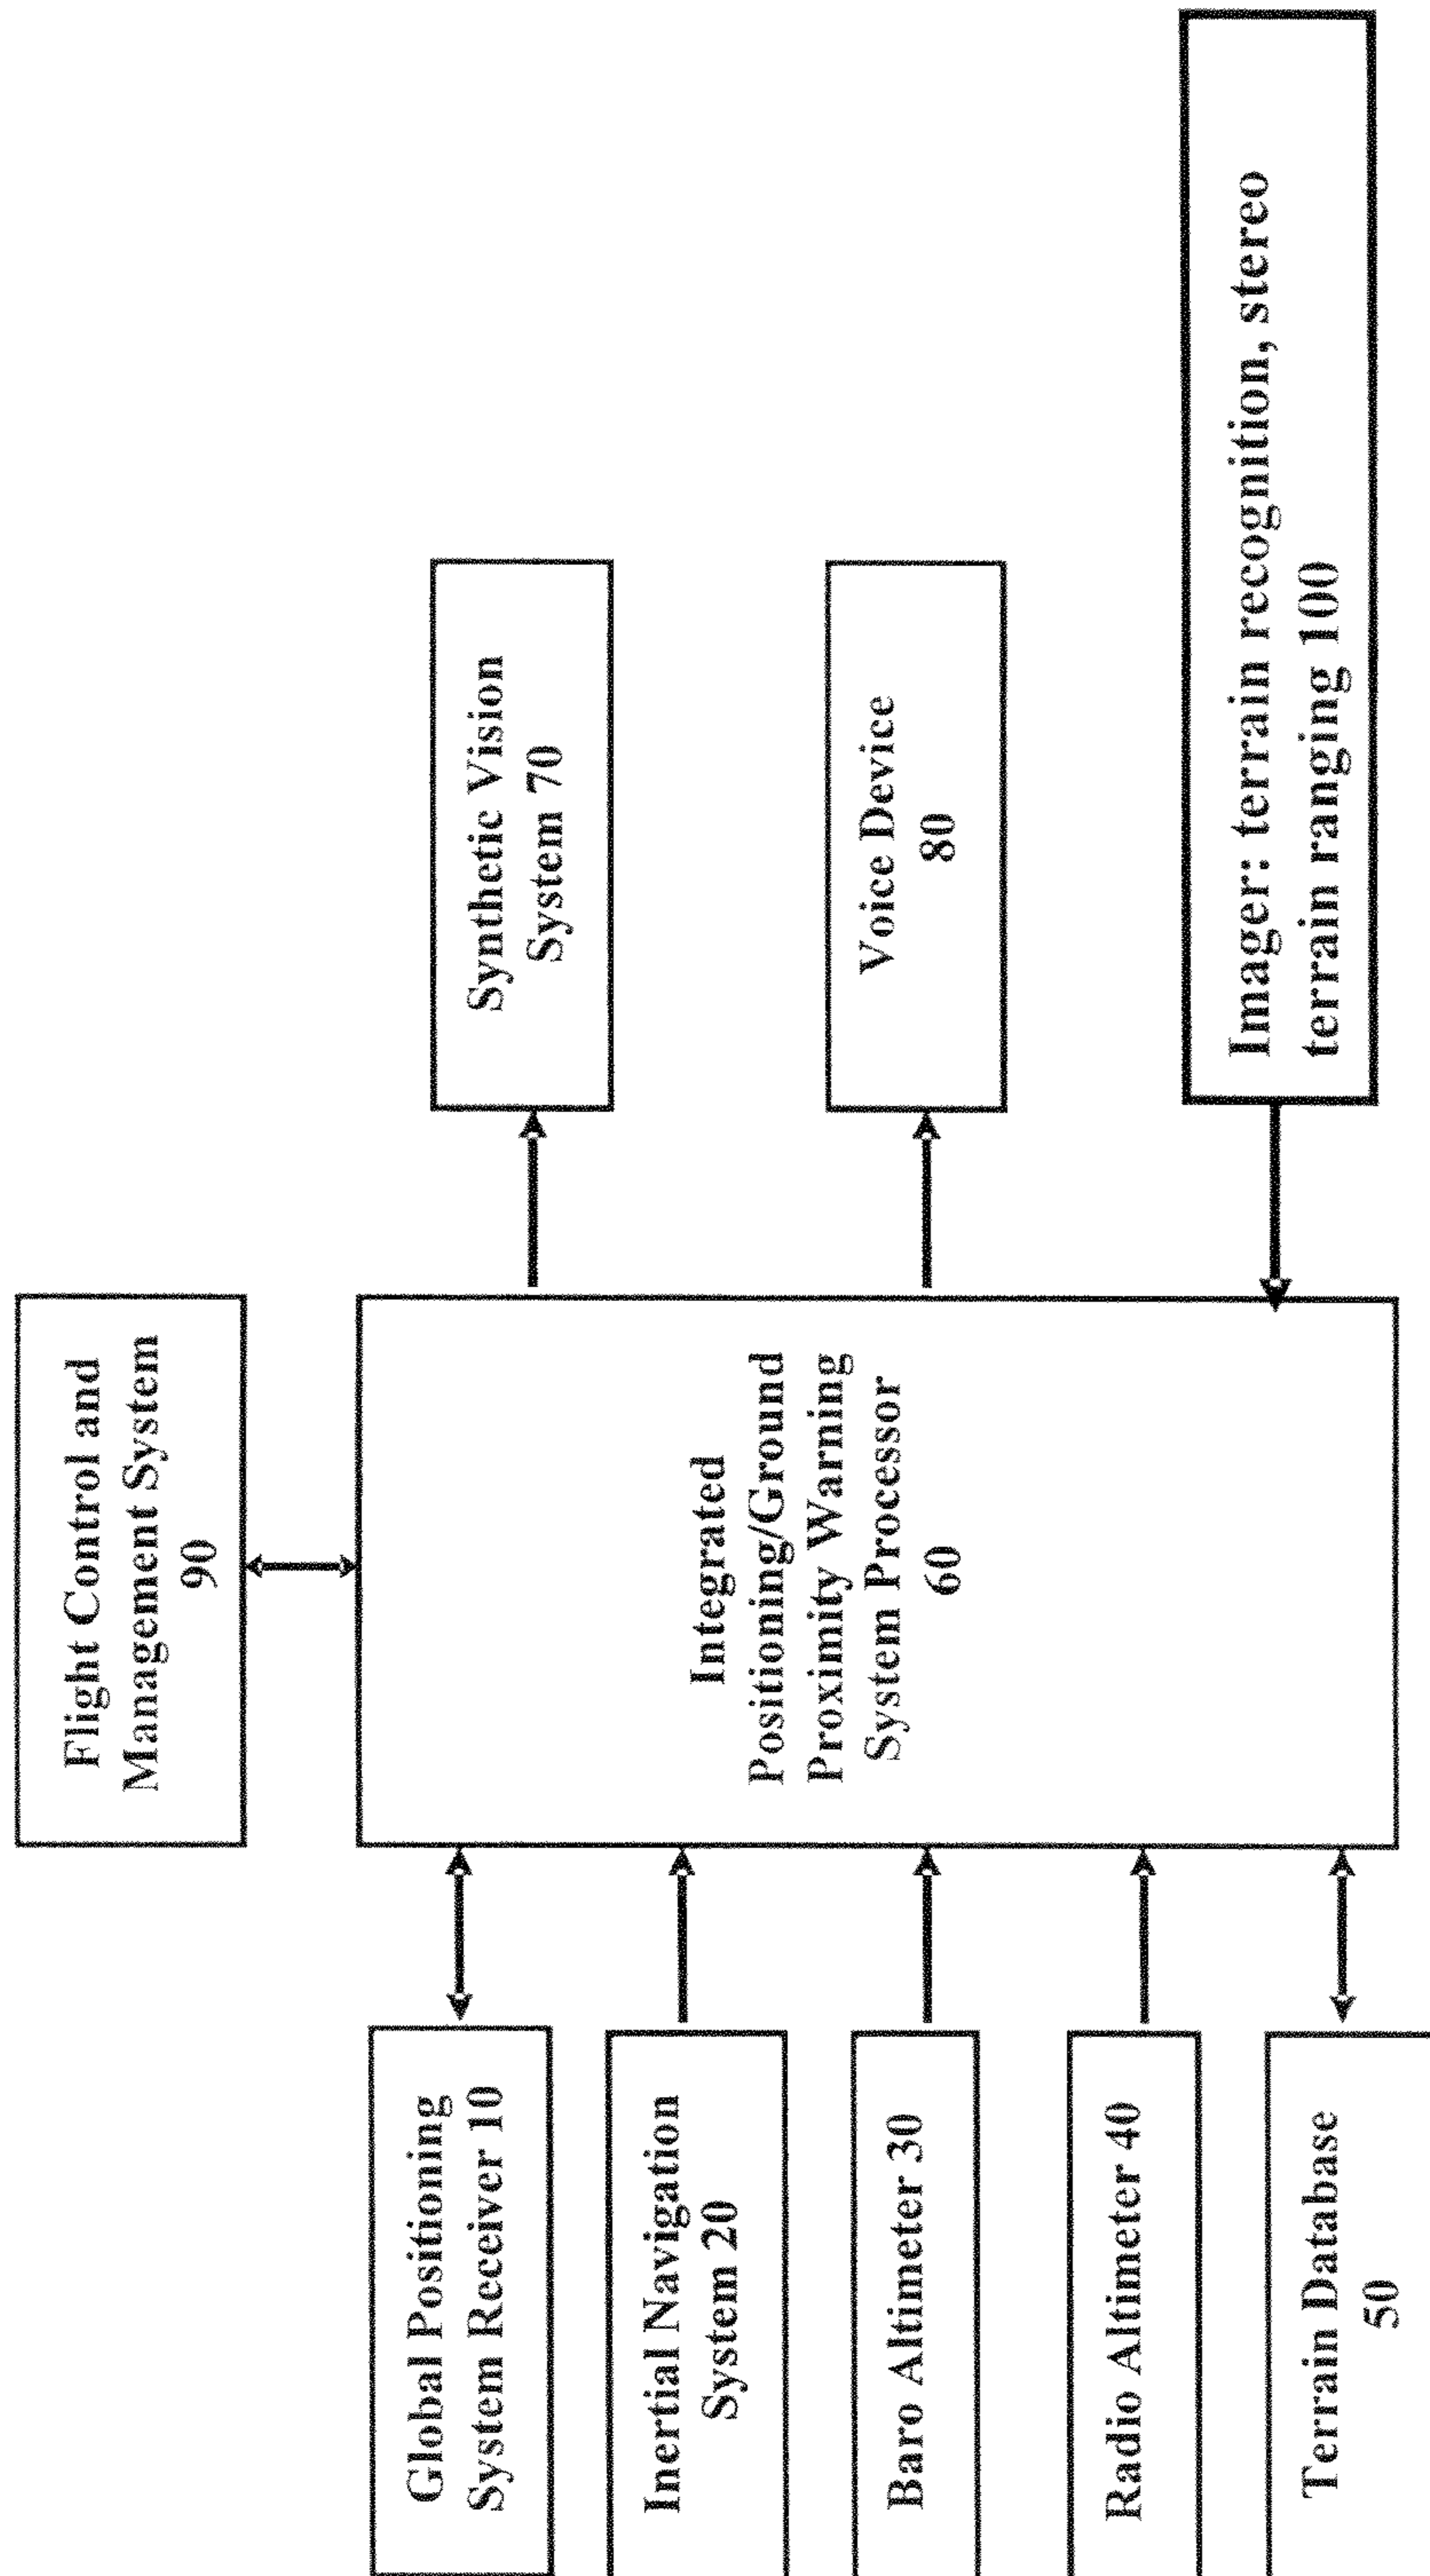 Flight Control and
Management System
90
Global Positioning
System Receiver 10
Inertial Navigation
System 20
Baro Altimeter 30
Radio Altimeter 40
Terrain Database
50
Integrated
Positioning/Ground
Proximity Warning
System Processor
60
Synthetic Vision
System 70
Voice Device
80
Imager: terrain recognition, stereo
terrain ranging 100